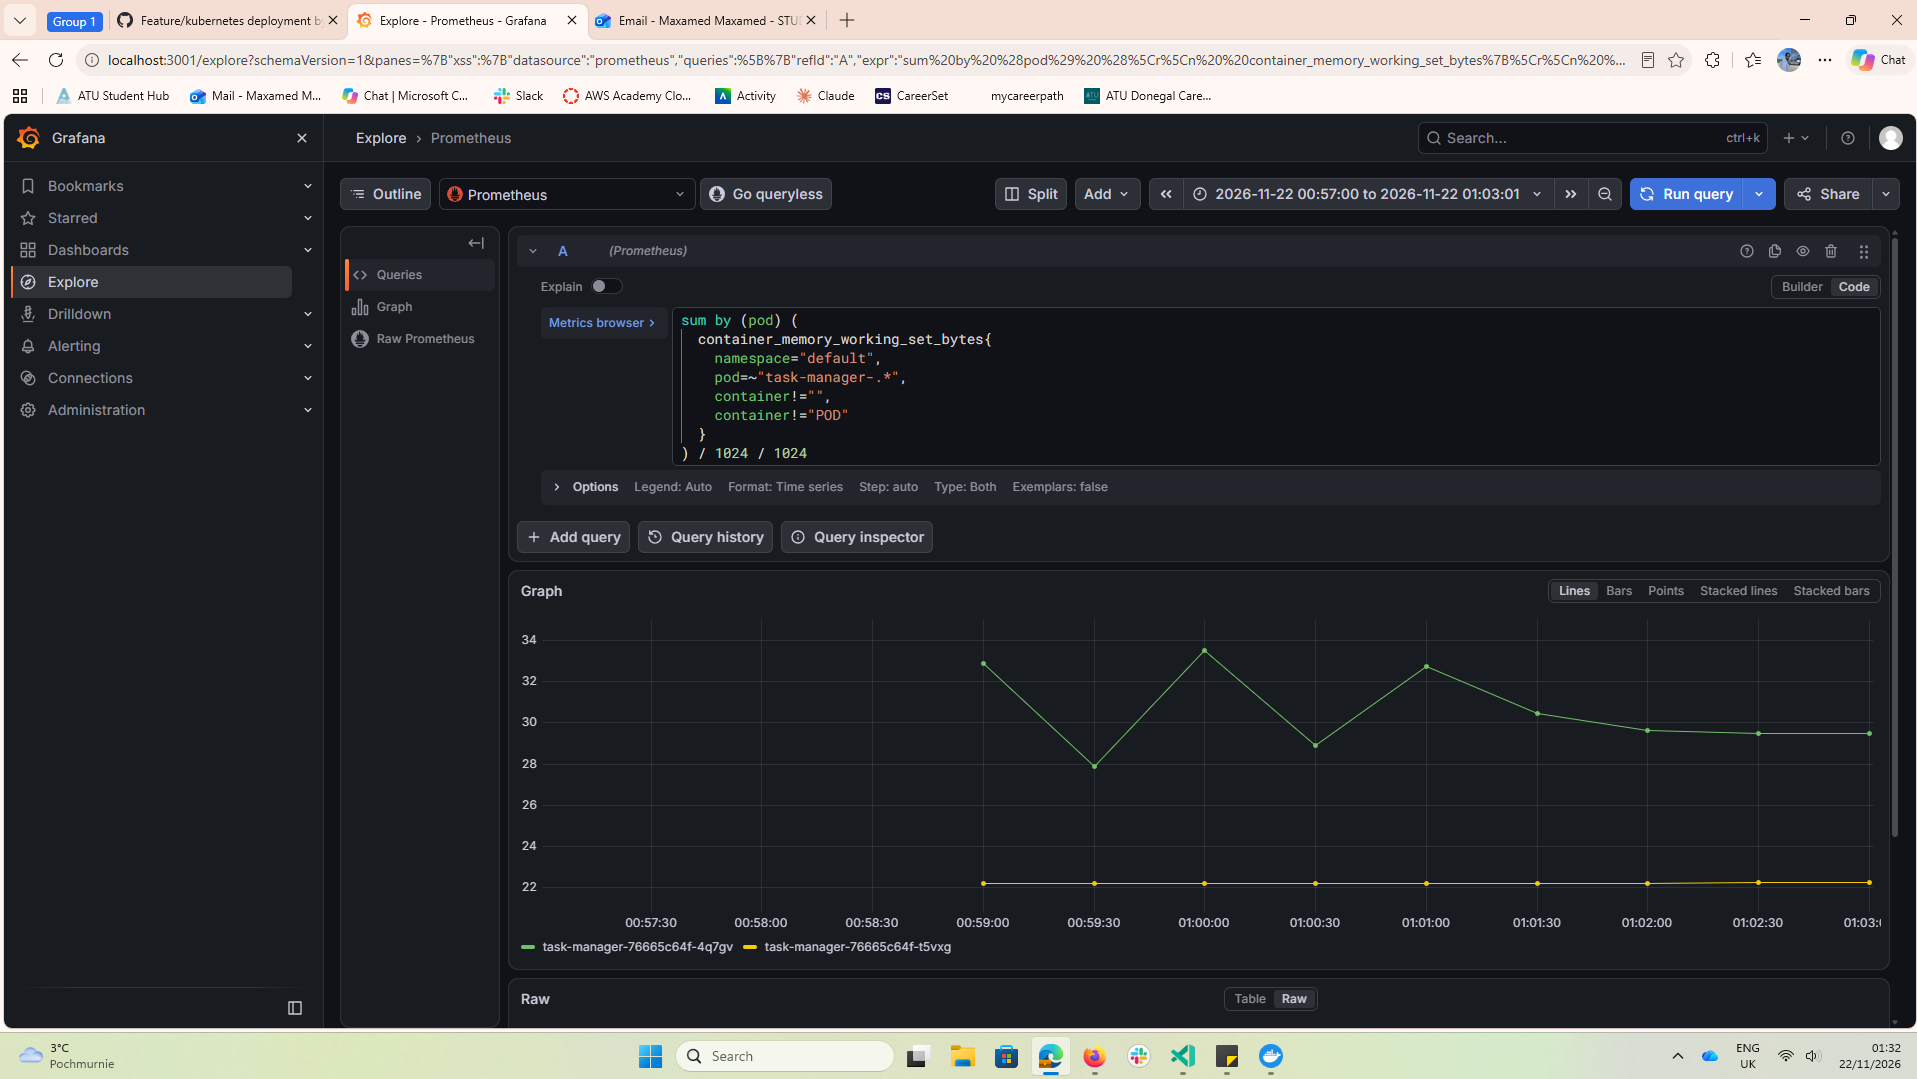 Group 1
Feature/kubernetes deployment b
Explore - Prometheus - Grafana
Email - Maxamed Maxamed - STU
localhost:3001/explore?schemaVersion=1&panes=%7B"xss":%7B"datasource":"prometheus","queries":%5B%7B"refId":"A","expr":"sum%20by%20%28pod%29%20%28%5Cr%5Cn%20%20container_memory_working_set_bytes%7B%5Cr%5Cn%20%...
Chat
ATU Student Hub
Mail - Maxamed M...
Chat | Microsoft C...
Slack
AWS Academy Clo...
Activity
Claude
CS CareerSet
mycareerpath
ATU Donegal Care...
Grafana
Explore › Prometheus
Search... ctrl+k
Bookmarks
Starred
Dashboards
Explore
Drilldown
Alerting
Connections
Administration
Outline
Prometheus
Go queryless
Split
Add
2026-11-22 00:57:00 to 2026-11-22 01:03:01
Run query
Share
Queries
Graph
Raw Prometheus
A (Prometheus)
Explain
Builder Code
Metrics browser >
sum by (pod) (
container_memory_working_set_bytes{
namespace="default",
pod=~"task-manager-.*",
container!="",
container!="POD"
}
) / 1024 / 1024
Options Legend: Auto Format: Time series Step: auto Type: Both Exemplars: false
+ Add query
Query history
Query inspector
Graph
Lines Bars Points Stacked lines Stacked bars
34
32
30
28
26
24
22
00:57:30 00:58:00 00:58:30 00:59:00 00:59:30 01:00:00 01:00:30 01:01:00 01:01:30 01:02:00 01:02:30 01:03:
task-manager-76665c64f-4q7gv task-manager-76665c64f-t5vxg
Raw
Table Raw
3°C
Pochmurnie
Search
ENG
UK
01:32
22/11/2026